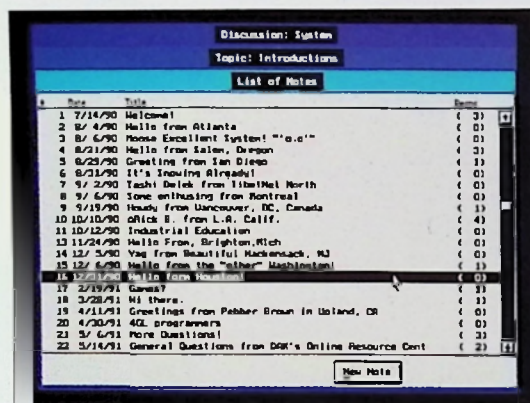 Discussion: System
Topic: Introductions
List of Notes
# Date Title Resps
1 7/14/90 Welcome! ( 3)
2 8/ 4/90 Hello from Atlanta ( 0)
3 8/ 6/90 Moose Excellent System! "'o.o'" ( 0)
4 8/21/90 Hello from Salem, Oregon ( 3)
5 8/29/90 Greeting from San Diego ( 1)
6 8/31/90 It's Snowing Already! ( 0)
7 9/ 2/90 Tashi Delek from TibetNet North ( 0)
8 9/ 6/90 Some enthusing from Montreal ( 0)
9 9/19/90 Howdy from Vancouver, BC, Canada ( 1)
10 10/10/90 oRick E. from L.A. Calif. ( 4)
11 10/12/90 Industrial Education ( 0)
13 11/24/90 Hello From, Brighton,Mich ( 0)
14 12/ 5/90 Yag from Beautiful Hackensack, NJ ( 0)
15 12/ 6/90 Hello from the "other" Washington! ( 1)
16 12/31/90 Hello form Houston! ( 0)
17 2/19/91 Games? ( 1)
18 3/28/91 Hi there. ( 1)
19 4/11/91 Greetings from Pebber Brown in Upland, CA ( 0)
20 4/30/91 4GL programmers ( 0)
21 5/ 6/91 More Questions! ( 3)
22 5/14/91 General Questions from DAK's Online Resource Cent ( 2)
New Note